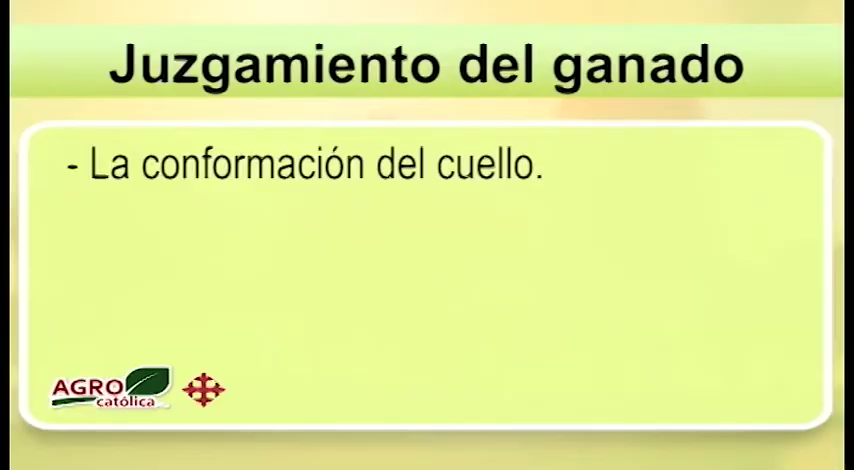 Juzgamiento del ganado
- La conformación del cuello.
AGRO
católica